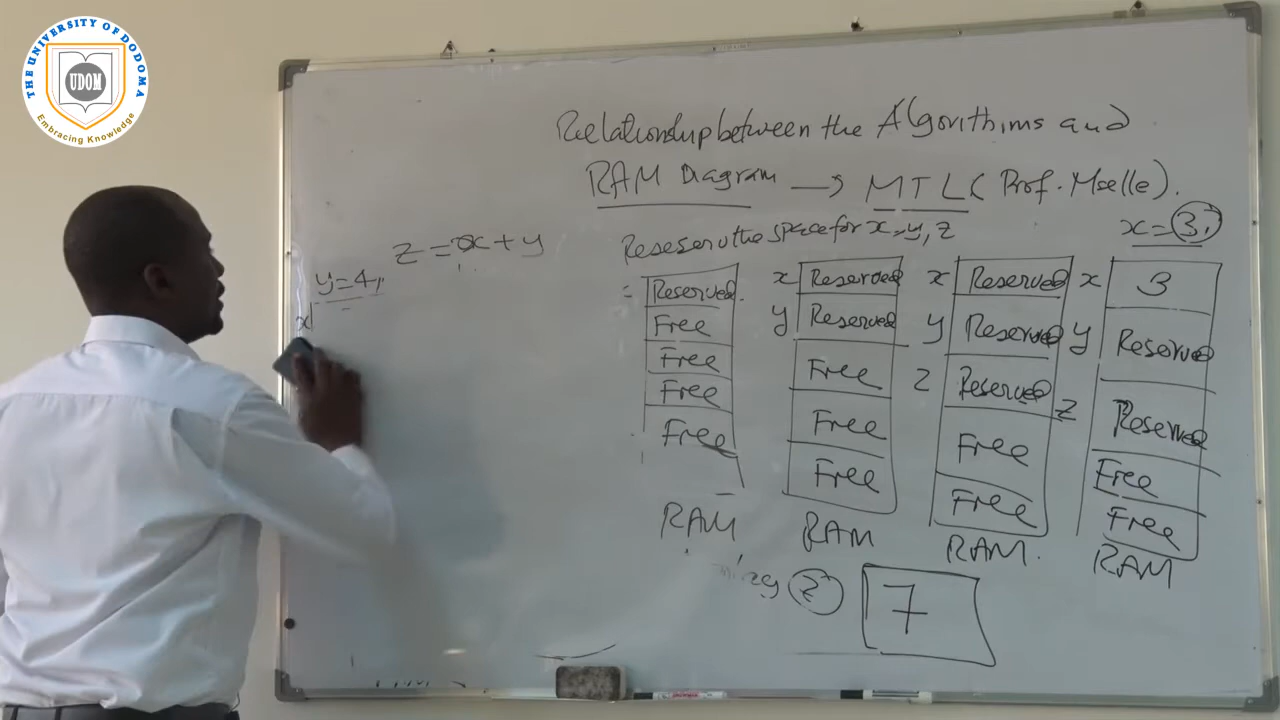 THE UNIVERSITY OF DODOMA
UDOM
Embracing Knowledge
Relationship between the Algorithims and
RAM Diagram → MTL (Prof. Mselle).
Reserve the space for x, y, z
x = 3,
z = x + y
y = 4,,
x
Reserved
Free
Free
Free
Free
RAM
x Reserved
y Reserved
Free
Free
Free
RAM
x Reserved
y Reserved
z Reserved
Free
Free
RAM
x 3
y Reserved
z Reserved
Free
Free
RAM
z
7